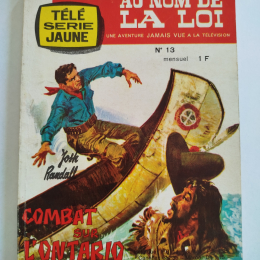 TÉLÉ
SERIE
JAUNE
AU NOM DE
LA LOI
UNE AVENTURE JAMAIS VUE A LA TÉLÉVISION
N° 13
mensuel 1 F
Josh
Randall
COMBAT
sur
L'ONTARIO